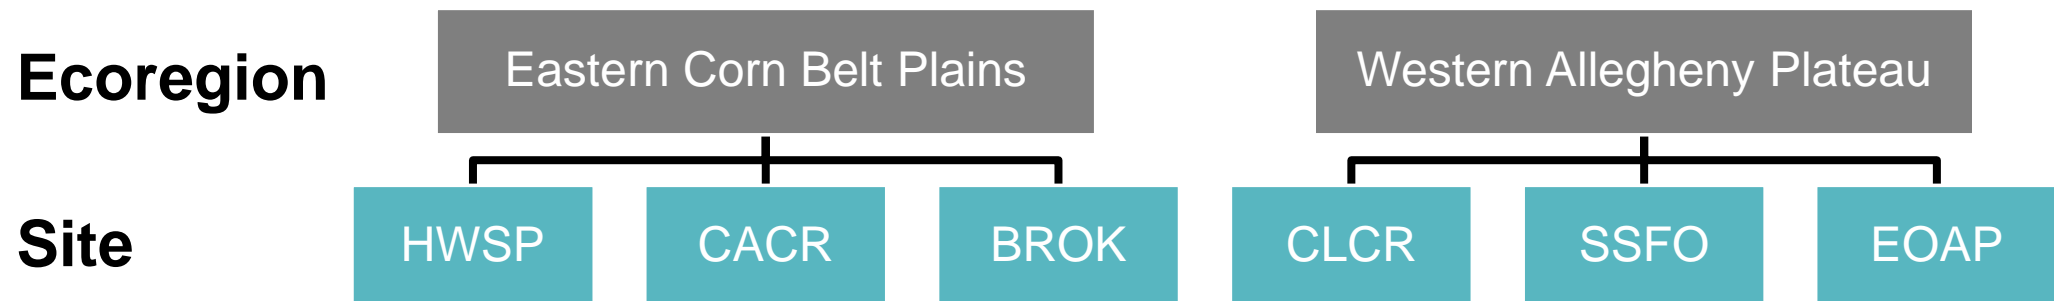 Ecoregion
Eastern Corn Belt Plains
Western Allegheny Plateau
Site
HWSP
CACR
BROK
CLCR
SSFO
EOAP